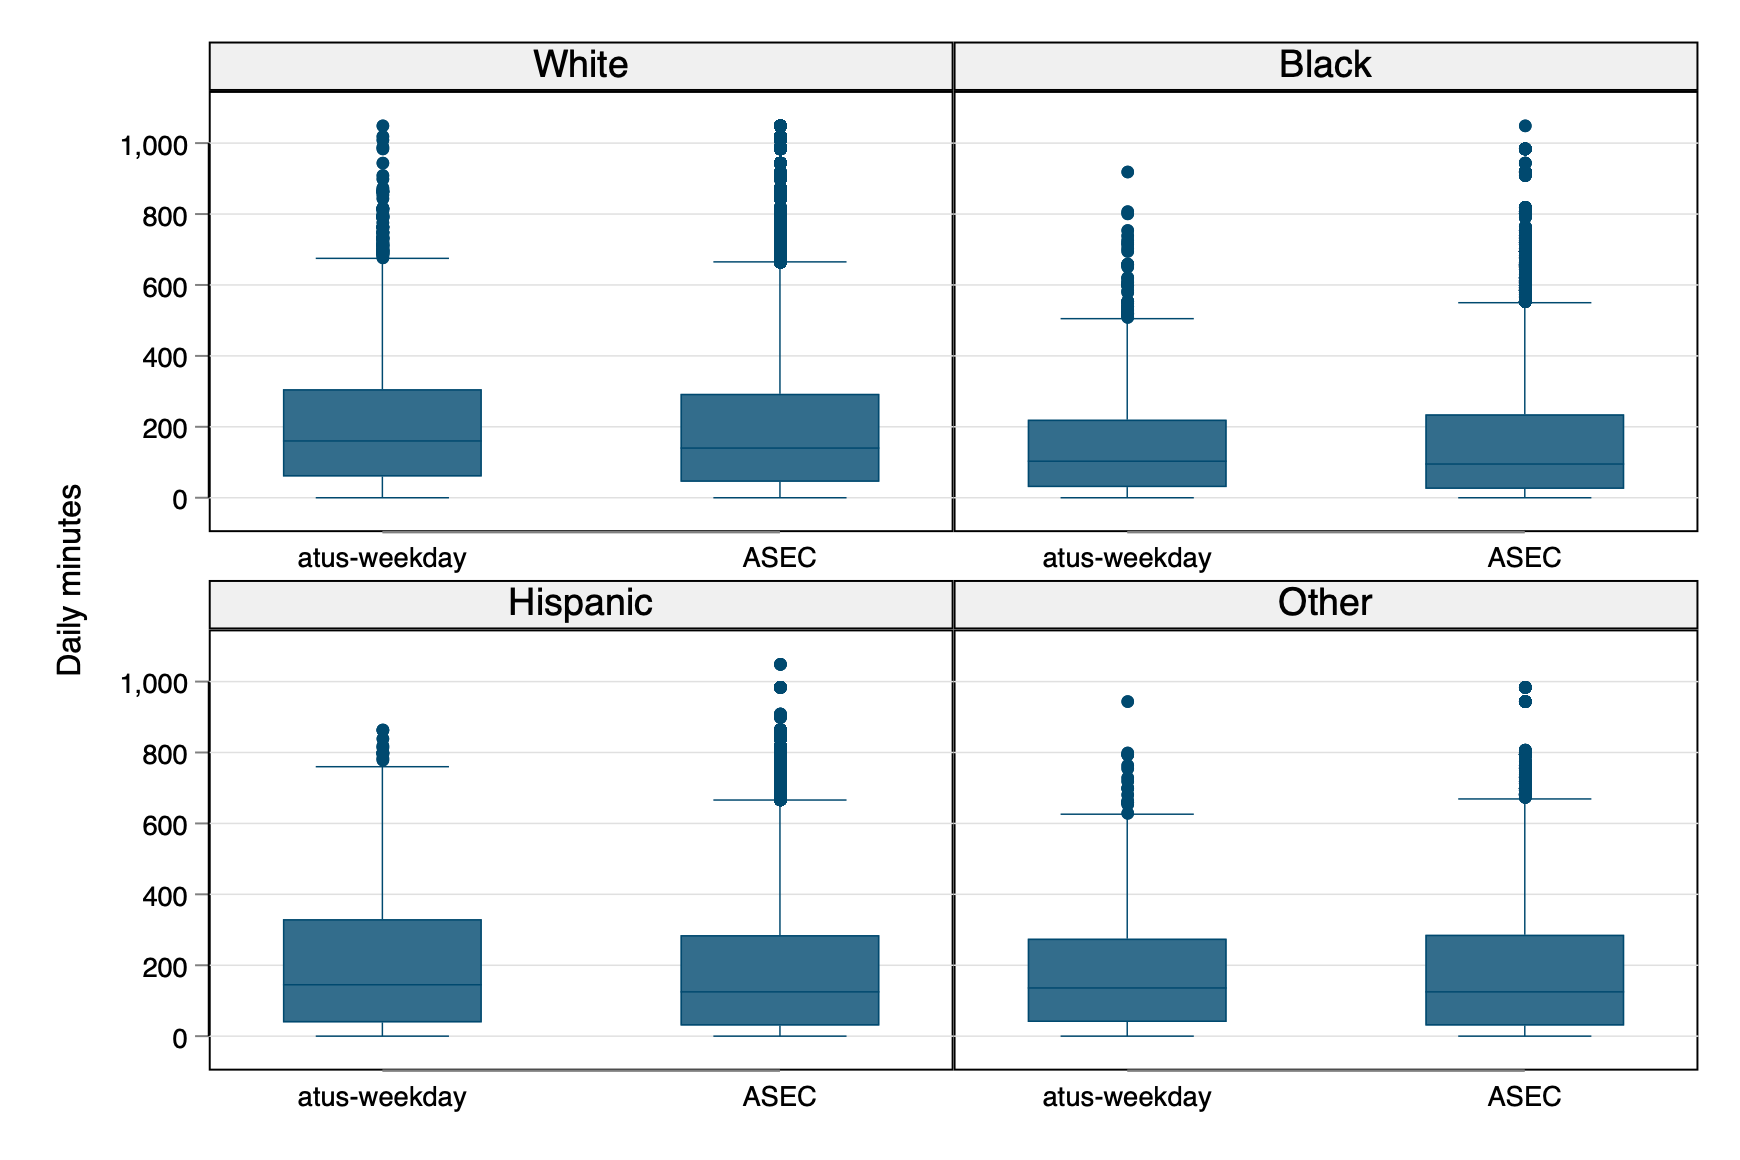 White
Black
1,000
800
600
400
200
0
atus-weekday
ASEC
atus-weekday
ASEC
Daily minutes
Hispanic
Other
1,000
800
600
400
200
0
atus-weekday
ASEC
atus-weekday
ASEC